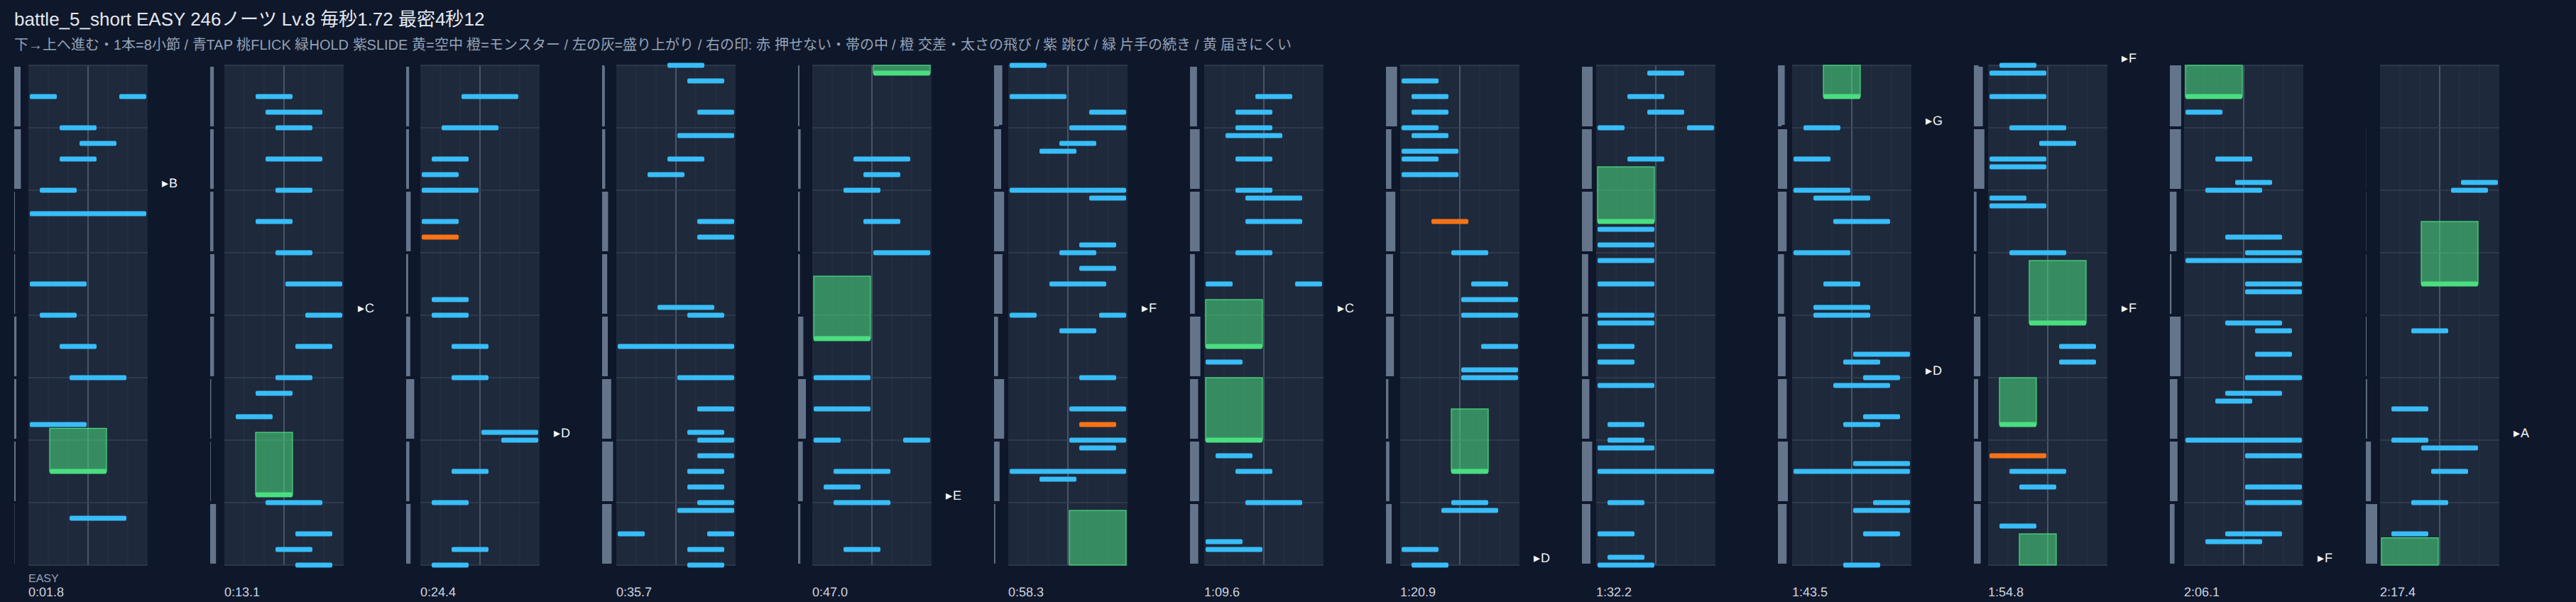 battle_5_short EASY 246ノーツ Lv.8 毎秒1.72 最密4秒12
下→上へ進む・1本=8小節 / 青TAP 桃FLICK 緑HOLD 紫SLIDE 黄=空中 橙=モンスター / 左の灰=盛り上がり / 右の印: 赤 押せない・帯の中 / 橙 交差・太さの飛び / 紫 跳び / 緑 片手の続き / 黄 届きにくい
▸F
▸G
▸B
▸C
▸F
▸C
▸F
▸D
▸D
▸A
▸E
▸D
▸F
EASY
0:01.8 0:13.1 0:24.4 0:35.7 0:47.0 0:58.3 1:09.6 1:20.9 1:32.2 1:43.5 1:54.8 2:06.1 2:17.4